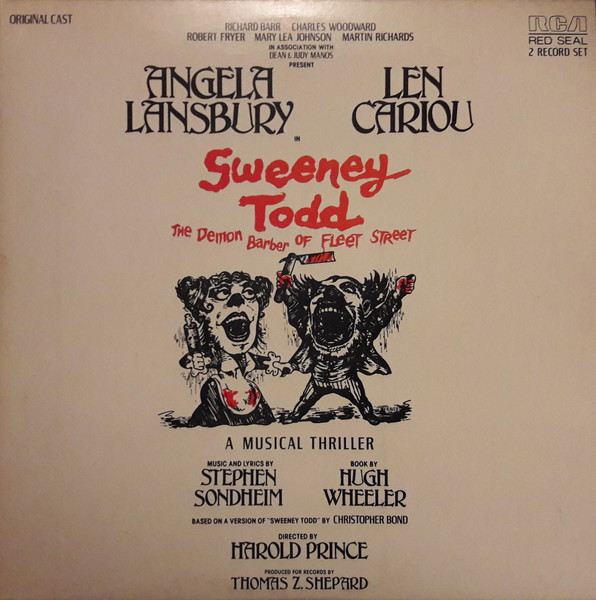 ORIGINAL CAST
RCA
RED SEAL
2 RECORD SET
RICHARD BARR CHARLES WOODWARD
ROBERT FRYER MARY LEA JOHNSON MARTIN RICHARDS
IN ASSOCIATION WITH
DEAN & JUDY MANOS
PRESENT
ANGELA LANSBURY
LEN CARIOU
IN
Sweeney
Todd
The Demon Barber OF FLEET STREET
A MUSICAL THRILLER
MUSIC AND LYRICS BY
STEPHEN
SONDHEIM
BOOK BY
HUGH
WHEELER
BASED ON A VERSION OF "SWEENEY TODD" BY CHRISTOPHER BOND
DIRECTED BY
HAROLD PRINCE
PRODUCED FOR RECORDS BY
THOMAS Z. SHEPARD